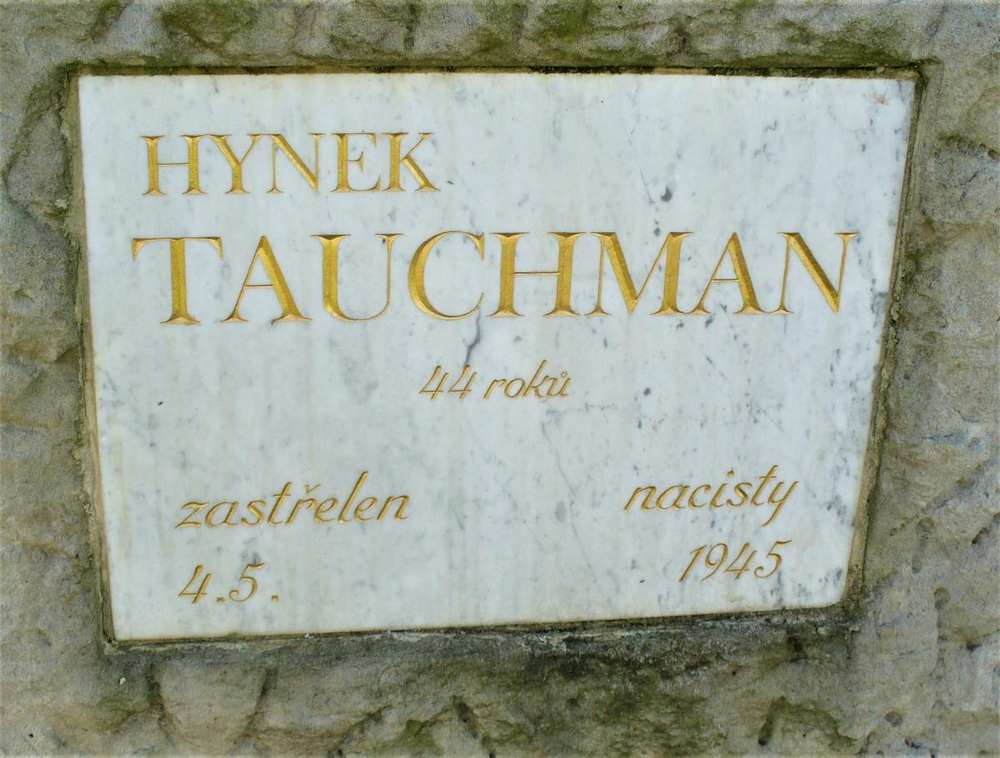 HYNEK
TAUCHMAN
44 roků
zastřelen nacisty
4.5. 1945